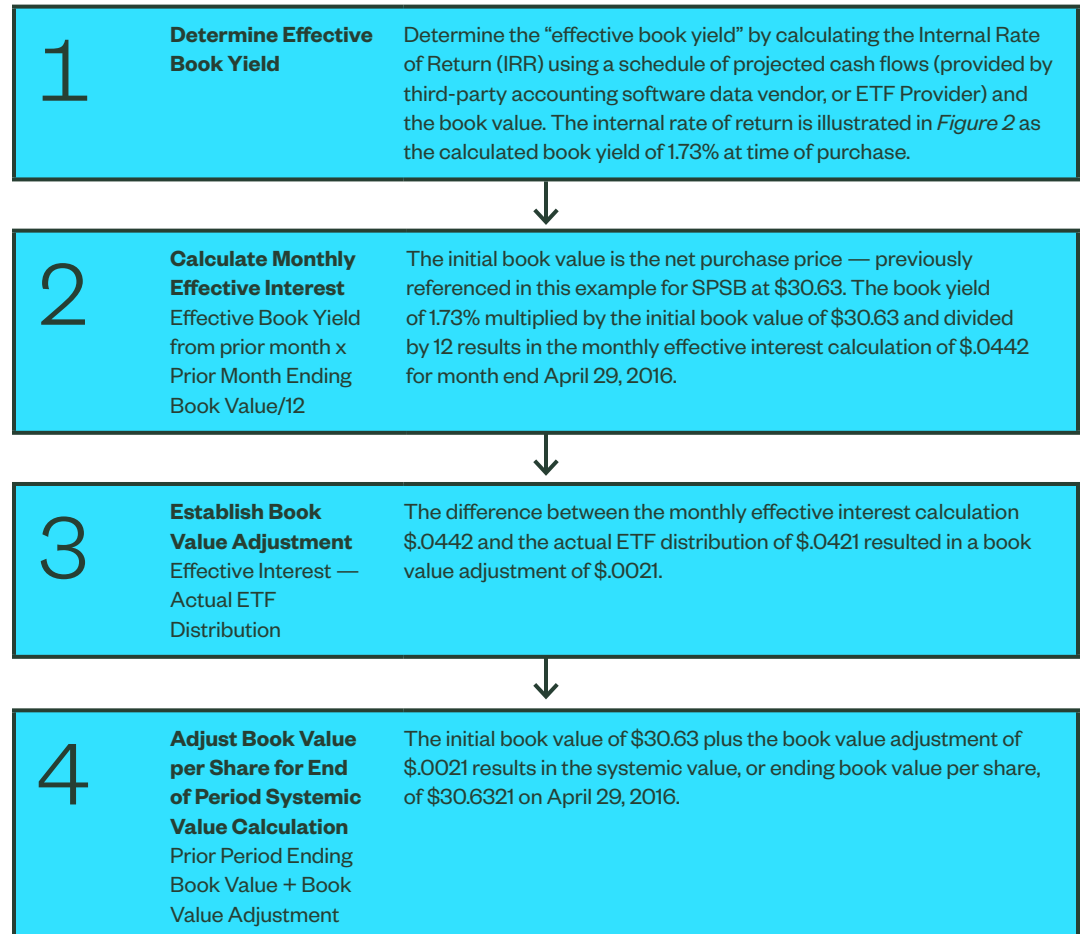 1
Determine Effective
Book Yield
Determine the “effective book yield” by calculating the Internal Rate
of Return (IRR) using a schedule of projected cash flows (provided by
third-party accounting software data vendor, or ETF Provider) and
the book value. The internal rate of return is illustrated in Figure 2 as
the calculated book yield of 1.73% at time of purchase.
2
Calculate Monthly
Effective Interest
Effective Book Yield
from prior month x
Prior Month Ending
Book Value/12
The initial book value is the net purchase price — previously
referenced in this example for SPSB at $30.63. The book yield
of 1.73% multiplied by the initial book value of $30.63 and divided
by 12 results in the monthly effective interest calculation of $.0442
for month end April 29, 2016.
3
Establish Book
Value Adjustment
Effective Interest —
Actual ETF
Distribution
The difference between the monthly effective interest calculation
$.0442 and the actual ETF distribution of $.0421 resulted in a book
value adjustment of $.0021.
4
Adjust Book Value
per Share for End
of Period Systemic
Value Calculation
Prior Period Ending
Book Value + Book
Value Adjustment
The initial book value of $30.63 plus the book value adjustment of
$.0021 results in the systemic value, or ending book value per share,
of $30.6321 on April 29, 2016.